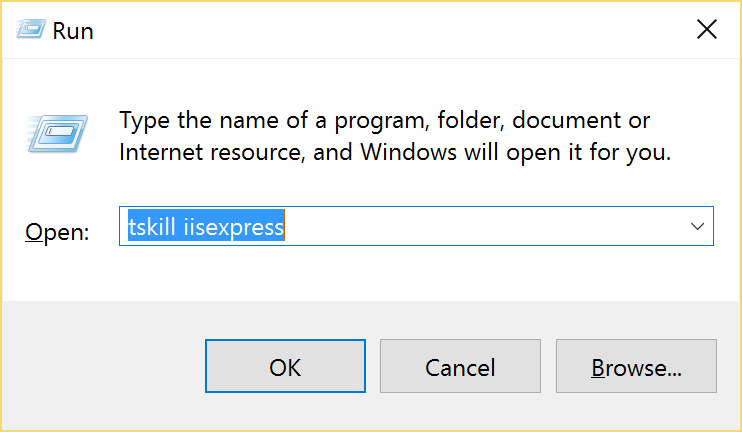 Run
Type the name of a program, folder, document or
Internet resource, and Windows will open it for you.
Open: tskill iisexpress
OK Cancel Browse...